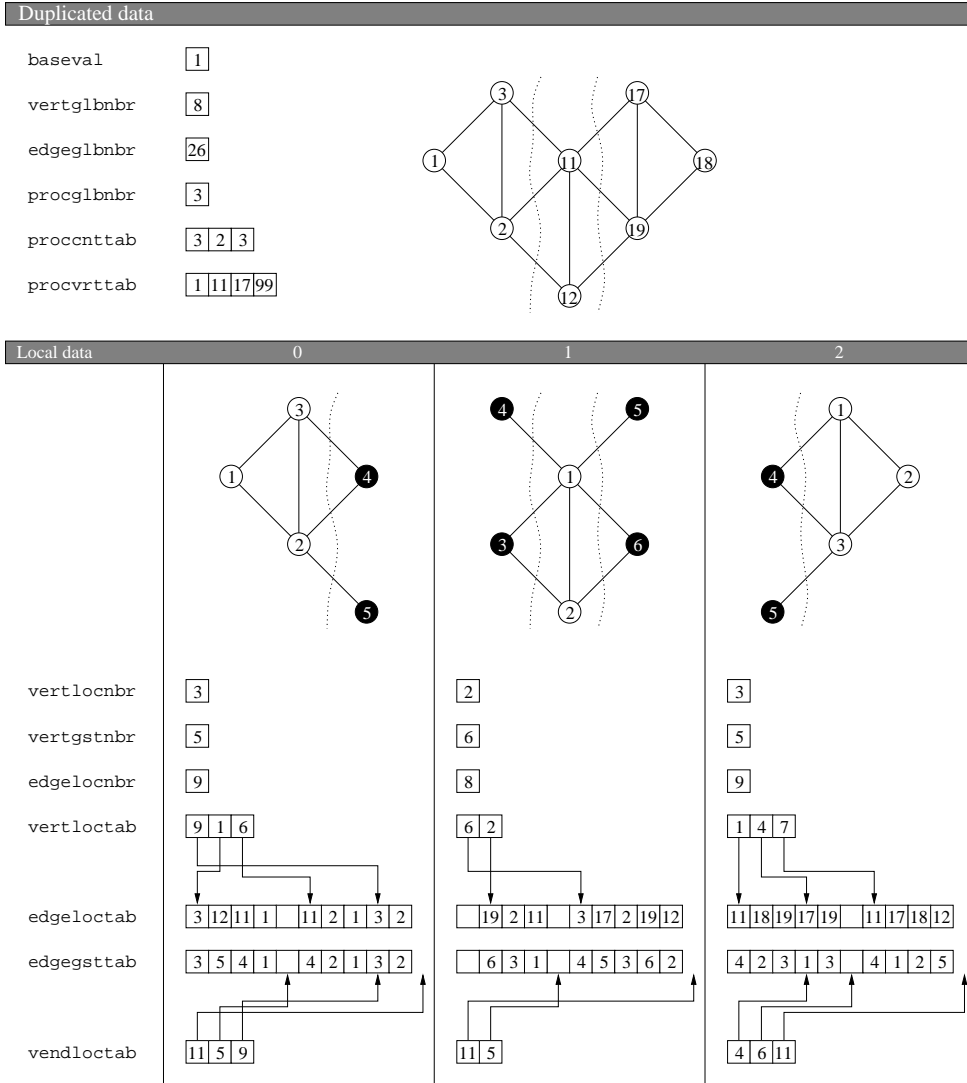 Duplicated data
baseval 1
vertglbnbr 8
edgeglbnbr 26
procglbnbr 3
proccnttab 3 2 3
procvrttab 1 11 17 99
3 17
1 11 18
2 19
12
Local data 0 1 2
3 4 5 1
1 4 1 4 2
2 3 6 3
5 2 5
vertlocnbr 3 2 3
vertgstnbr 5 6 5
edgelocnbr 9 8 9
vertloctab 9 1 6 6 2 1 4 7
edgeloctab 3 12 11 1 11 2 1 3 2 19 2 11 3 17 2 19 12 11 18 19 17 19 11 17 18 12
edgegsttab 3 5 4 1 4 2 1 3 2 6 3 1 4 5 3 6 2 4 2 3 1 3 4 1 2 5
vendloctab 11 5 9 11 5 4 6 11